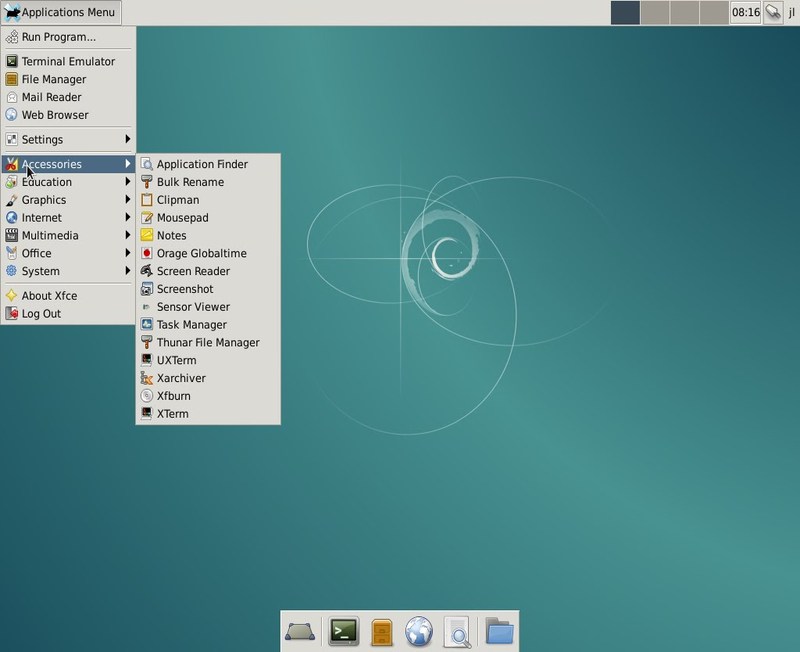 Applications Menu
08:16
jl
Run Program...
Terminal Emulator
File Manager
Mail Reader
Web Browser
Settings
Accessories
Education
Graphics
Internet
Multimedia
Office
System
About Xfce
Log Out
Application Finder
Bulk Rename
Clipman
Mousepad
Notes
Orage Globaltime
Screen Reader
Screenshot
Sensor Viewer
Task Manager
Thunar File Manager
UXTerm
Xarchiver
Xfburn
XTerm